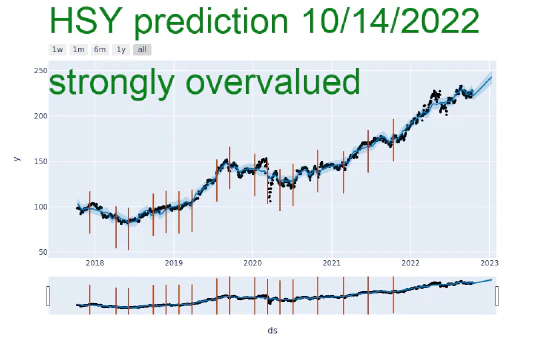 HSY prediction 10/14/2022
1w 1m 6m 1y all
strongly overvalued
250
200
150
100
50
y
2018 2019 2020 2021 2022 2023
ds